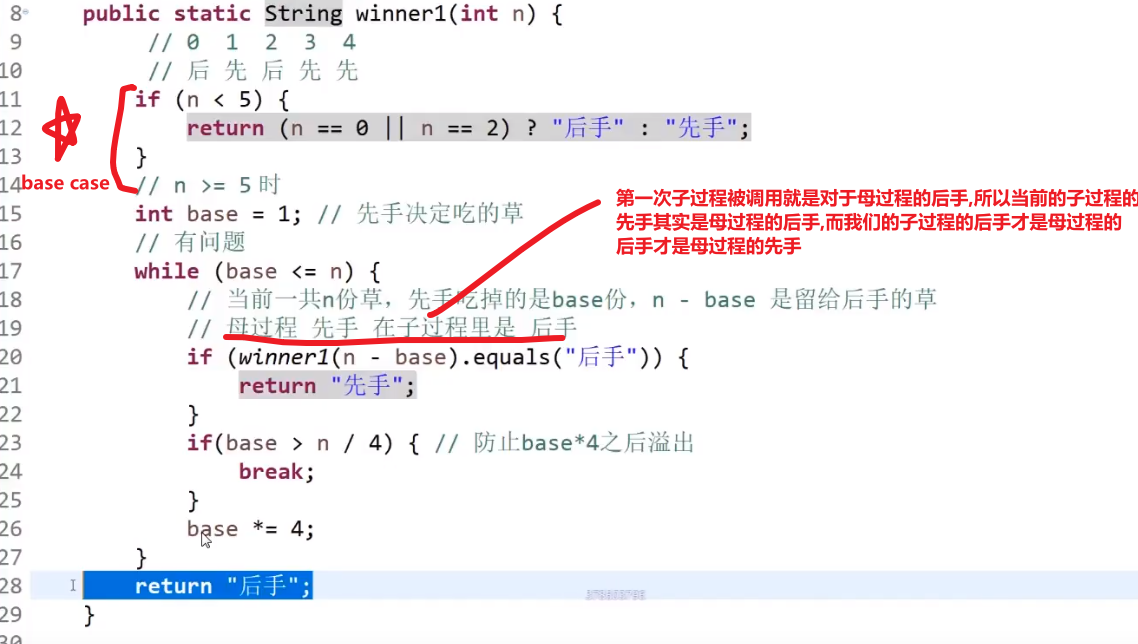 8 public static String winner1(int n) {
9 // 0 1 2 3 4
10 // 后 先 后 先 先
11 if (n < 5) {
12 return (n == 0 || n == 2) ? "后手" : "先手";
13 }
base case
14 // n >= 5 时
第一次子过程被调用就是对于母过程的后手,所以当前的子过程的
先手其实是母过程的后手,而我们的子过程的后手才是母过程的
后手才是母过程的先手
15 int base = 1; // 先手决定吃的草
16 // 有问题
17 while (base <= n) {
18 // 当前一共n份草，先手吃掉的是base份，n - base 是留给后手的草
19 // 母过程 先手 在子过程里是 后手
20 if (winner1(n - base).equals("后手")) {
21 return "先手";
22 }
23 if(base > n / 4) { // 防止base*4之后溢出
24 break;
25 }
26 base *= 4;
27 }
28 return "后手";
29 }